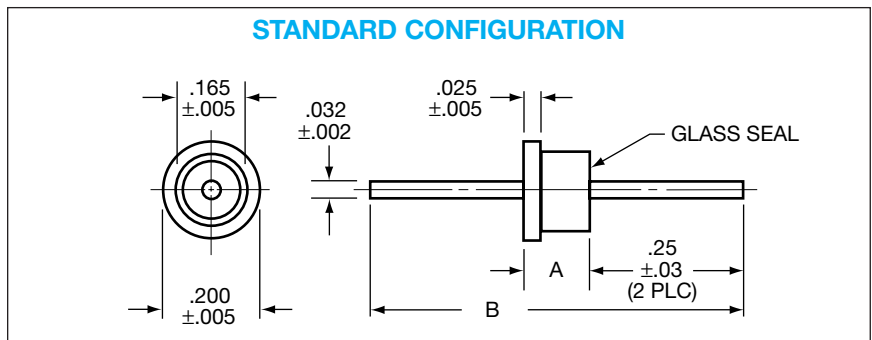 STANDARD CONFIGURATION
.165
±.005
.032
±.002
.025
±.005
GLASS SEAL
.200
±.005
A
.25
±.03
(2 PLC)
B